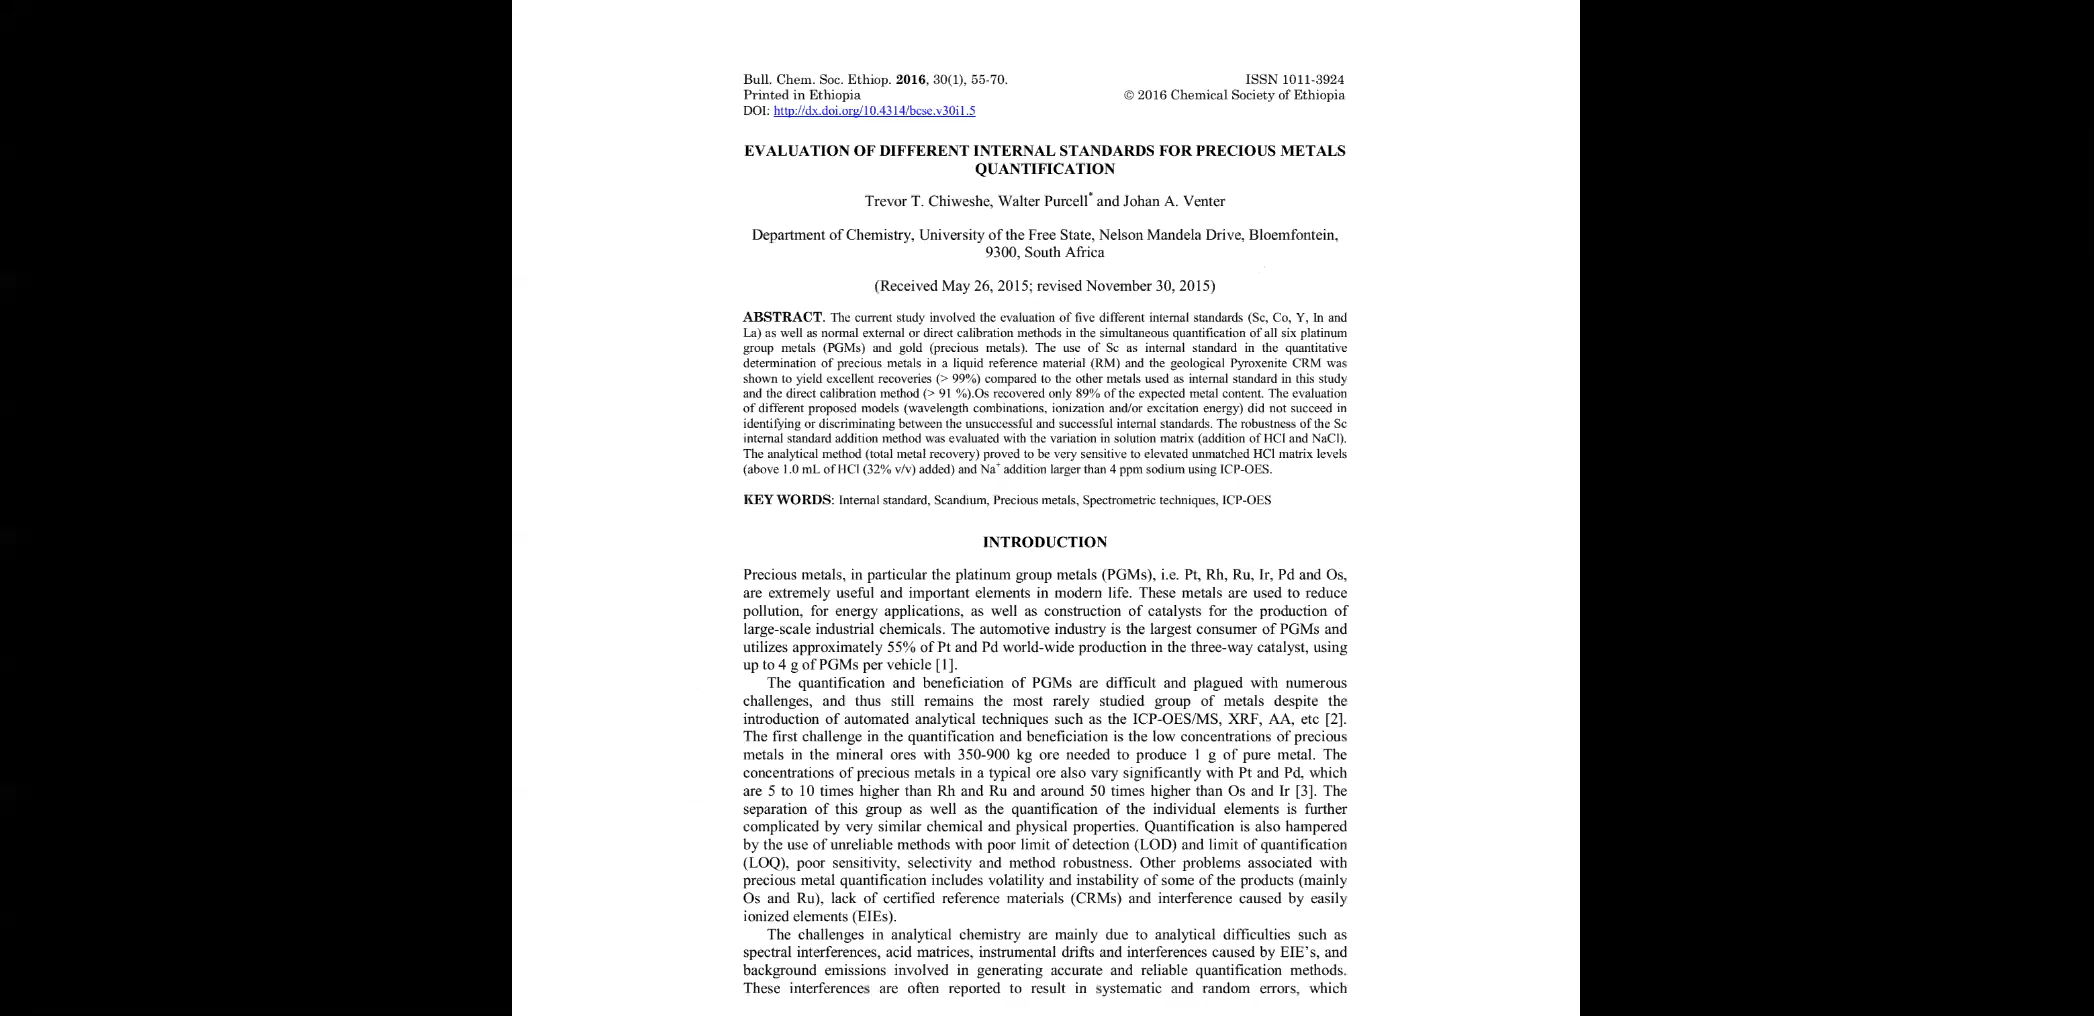 Bull. Chem. Soc. Ethiop. 2016, 30(1), 55-70. ISSN 1011-3924
Printed in Ethiopia © 2016 Chemical Society of Ethiopia
DOI: http://dx.doi.org/10.4314/bcse.v30i1.5
EVALUATION OF DIFFERENT INTERNAL STANDARDS FOR PRECIOUS METALS
QUANTIFICATION
Trevor T. Chiweshe, Walter Purcell* and Johan A. Venter
Department of Chemistry, University of the Free State, Nelson Mandela Drive, Bloemfontein,
9300, South Africa
(Received May 26, 2015; revised November 30, 2015)
ABSTRACT. The current study involved the evaluation of five different internal standards (Sc, Co, Y, In and
La) as well as normal external or direct calibration methods in the simultaneous quantification of all six platinum
group metals (PGMs) and gold (precious metals). The use of Sc as internal standard in the quantitative
determination of precious metals in a liquid reference material (RM) and the geological Pyroxenite CRM was
shown to yield excellent recoveries (> 99%) compared to the other metals used as internal standard in this study
and the direct calibration method (> 91 %).Os recovered only 89% of the expected metal content. The evaluation
of different proposed models (wavelength combinations, ionization and/or excitation energy) did not succeed in
identifying or discriminating between the unsuccessful and successful internal standards. The robustness of the Sc
internal standard addition method was evaluated with the variation in solution matrix (addition of HCl and NaCl).
The analytical method (total metal recovery) proved to be very sensitive to elevated unmatched HCl matrix levels
(above 1.0 mL of HCl (32% v/v) added) and Na⁺ addition larger than 4 ppm sodium using ICP-OES.
KEY WORDS: Internal standard, Scandium, Precious metals, Spectrometric techniques, ICP-OES
INTRODUCTION
Precious metals, in particular the platinum group metals (PGMs), i.e. Pt, Rh, Ru, Ir, Pd and Os,
are extremely useful and important elements in modern life. These metals are used to reduce
pollution, for energy applications, as well as construction of catalysts for the production of
large-scale industrial chemicals. The automotive industry is the largest consumer of PGMs and
utilizes approximately 55% of Pt and Pd world-wide production in the three-way catalyst, using
up to 4 g of PGMs per vehicle [1].
The quantification and beneficiation of PGMs are difficult and plagued with numerous
challenges, and thus still remains the most rarely studied group of metals despite the
introduction of automated analytical techniques such as the ICP-OES/MS, XRF, AA, etc [2].
The first challenge in the quantification and beneficiation is the low concentrations of precious
metals in the mineral ores with 350-900 kg ore needed to produce 1 g of pure metal. The
concentrations of precious metals in a typical ore also vary significantly with Pt and Pd, which
are 5 to 10 times higher than Rh and Ru and around 50 times higher than Os and Ir [3]. The
separation of this group as well as the quantification of the individual elements is further
complicated by very similar chemical and physical properties. Quantification is also hampered
by the use of unreliable methods with poor limit of detection (LOD) and limit of quantification
(LOQ), poor sensitivity, selectivity and method robustness. Other problems associated with
precious metal quantification includes volatility and instability of some of the products (mainly
Os and Ru), lack of certified reference materials (CRMs) and interference caused by easily
ionized elements (EIEs).
The challenges in analytical chemistry are mainly due to analytical difficulties such as
spectral interferences, acid matrices, instrumental drifts and interferences caused by EIE's, and
background emissions involved in generating accurate and reliable quantification methods.
These interferences are often reported to result in systematic and random errors, which